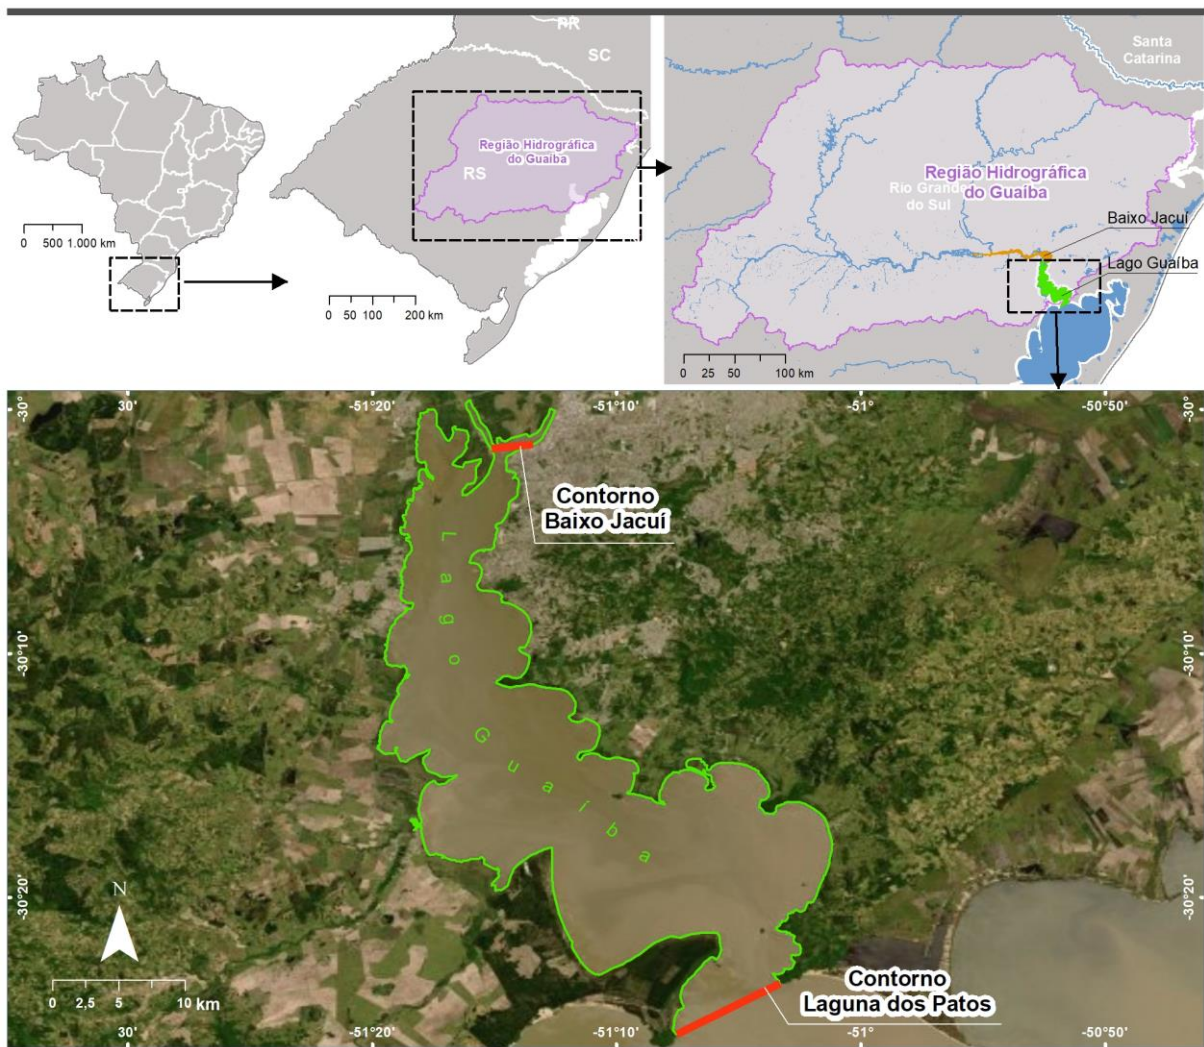 PR
SC
Região Hidrográfica
do Guaíba
RS
0 500 1.000 km
0 50 100 200 km
Santa
Catarina
Região Hidrográfica
do Guaíba
Rio Grande
do Sul
Baixo Jacuí
Lago Guaíba
0 25 50 100 km
-30°
30'
-51°20'
-51°10'
-51°
-50°50'
-30°
Contorno
Baixo Jacuí
Lago Guaíba
-30°10'
-30°10'
-30°20'
-30°20'
N
0 2,5 5 10 km
Contorno
Laguna dos Patos
30'
-51°20'
-51°10'
-51°
-50°50'